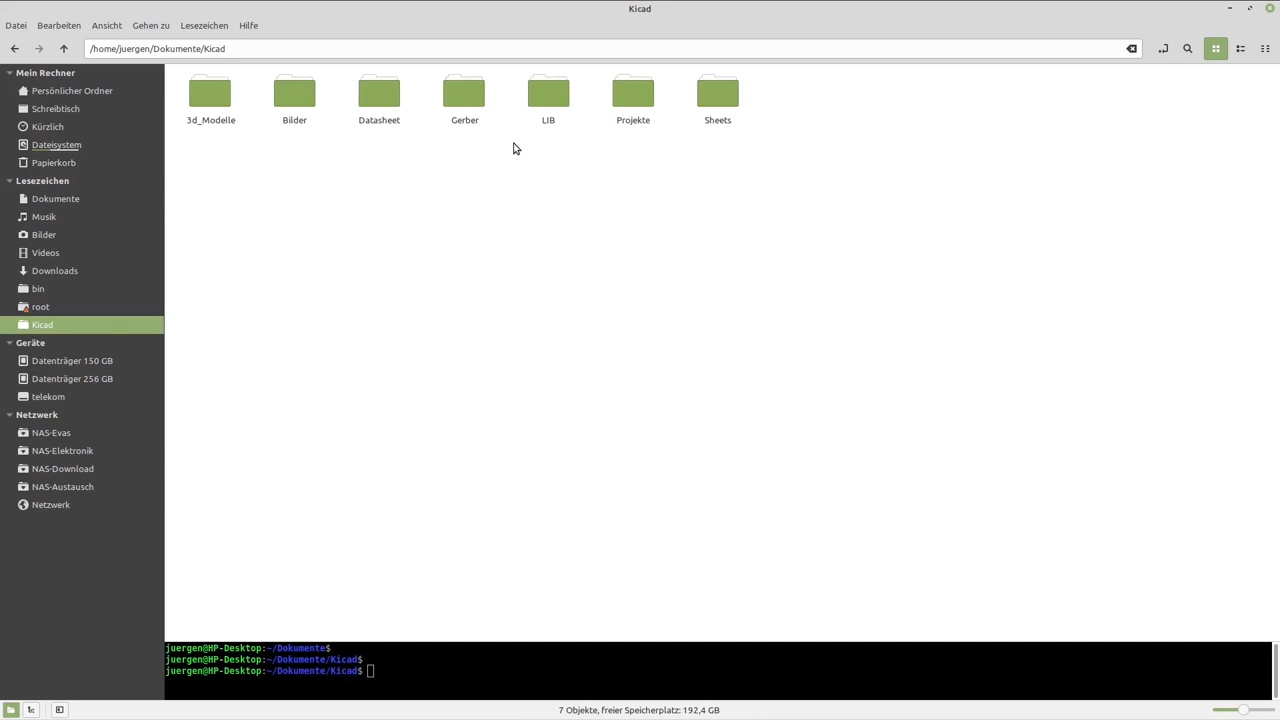 Kicad
Datei Bearbeiten Ansicht Gehen zu Lesezeichen Hilfe
/home/juergen/Dokumente/Kicad
Mein Rechner
Persönlicher Ordner
Schreibtisch
Kürzlich
Dateisystem
Papierkorb
Lesezeichen
Dokumente
Musik
Bilder
Videos
Downloads
bin
root
Kicad
Geräte
Datenträger 150 GB
Datenträger 256 GB
telekom
Netzwerk
NAS-Evas
NAS-Elektronik
NAS-Download
NAS-Austausch
Netzwerk
3d_Modelle Bilder Datasheet Gerber LIB Projekte Sheets
juergen@HP-Desktop:~/Dokumente$
juergen@HP-Desktop:~/Dokumente/Kicad$
juergen@HP-Desktop:~/Dokumente/Kicad$
7 Objekte, freier Speicherplatz: 192,4 GB